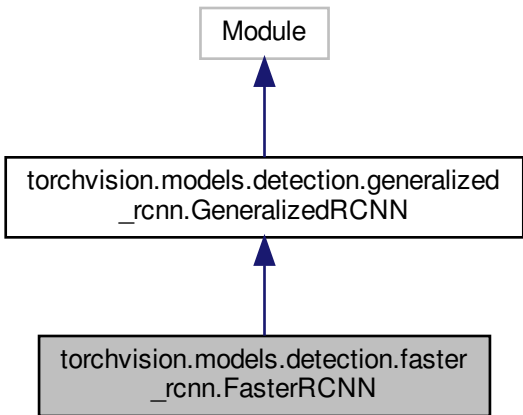 Module
torchvision.models.detection.generalized
_rcnn.GeneralizedRCNN
torchvision.models.detection.faster
_rcnn.FasterRCNN